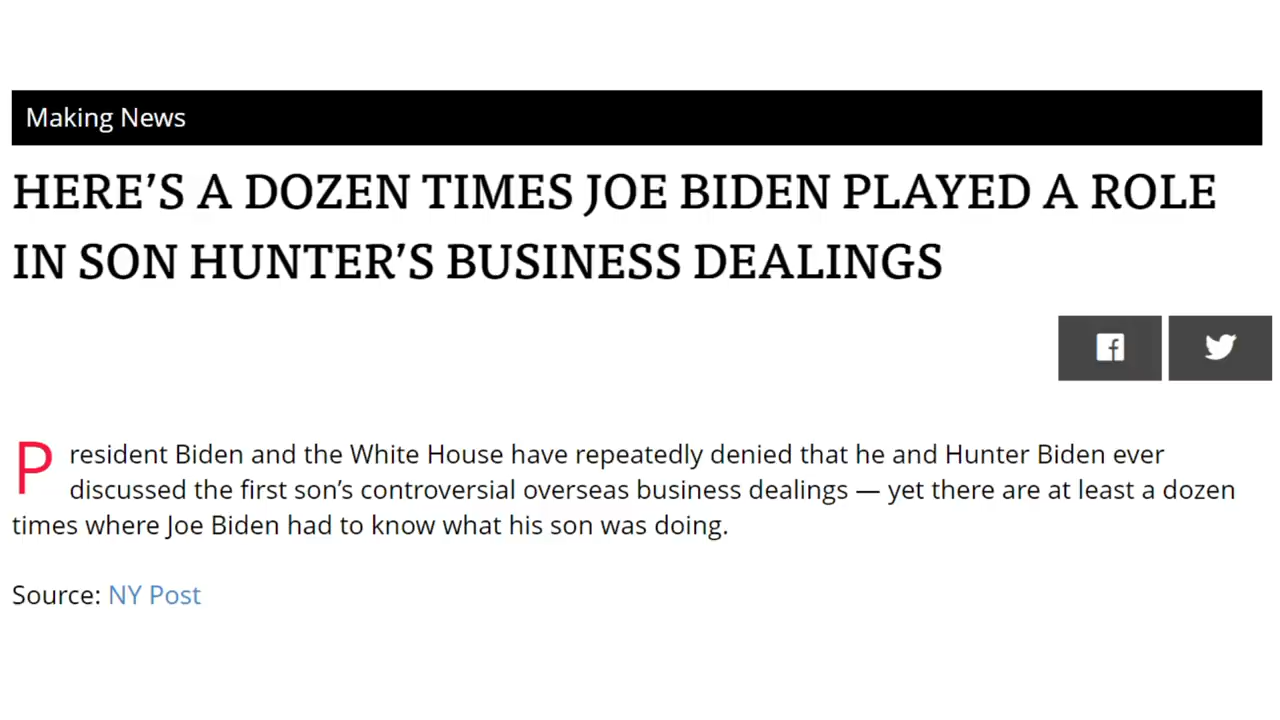 Making News
HERE’S A DOZEN TIMES JOE BIDEN PLAYED A ROLE
IN SON HUNTER’S BUSINESS DEALINGS
President Biden and the White House have repeatedly denied that he and Hunter Biden ever
discussed the first son’s controversial overseas business dealings — yet there are at least a dozen
times where Joe Biden had to know what his son was doing.
Source: NY Post